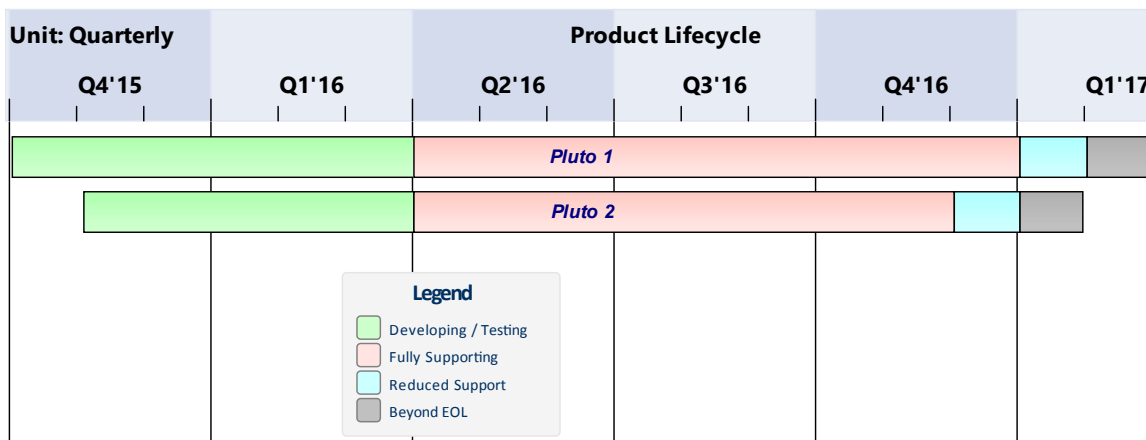 Unit: Quarterly
Product Lifecycle
Q4'15 Q1'16 Q2'16 Q3'16 Q4'16 Q1'17
Pluto 1
Pluto 2
Legend
Developing / Testing
Fully Supporting
Reduced Support
Beyond EOL